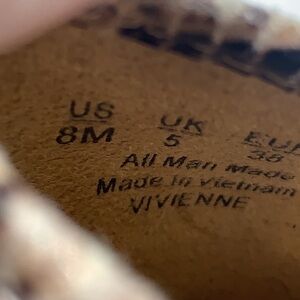 US UK EUR
8M 5 38
All Man Made
Made in Vietnam
VIVIENNE